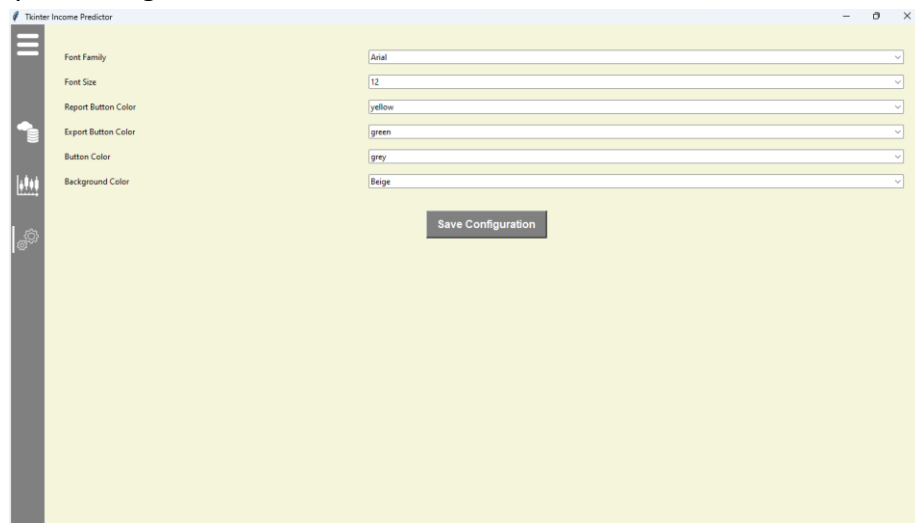 Tkinter Income Predictor
Font Family Arial
Font Size 12
Report Button Color yellow
Export Button Color green
Button Color grey
Background Color Beige
Save Configuration